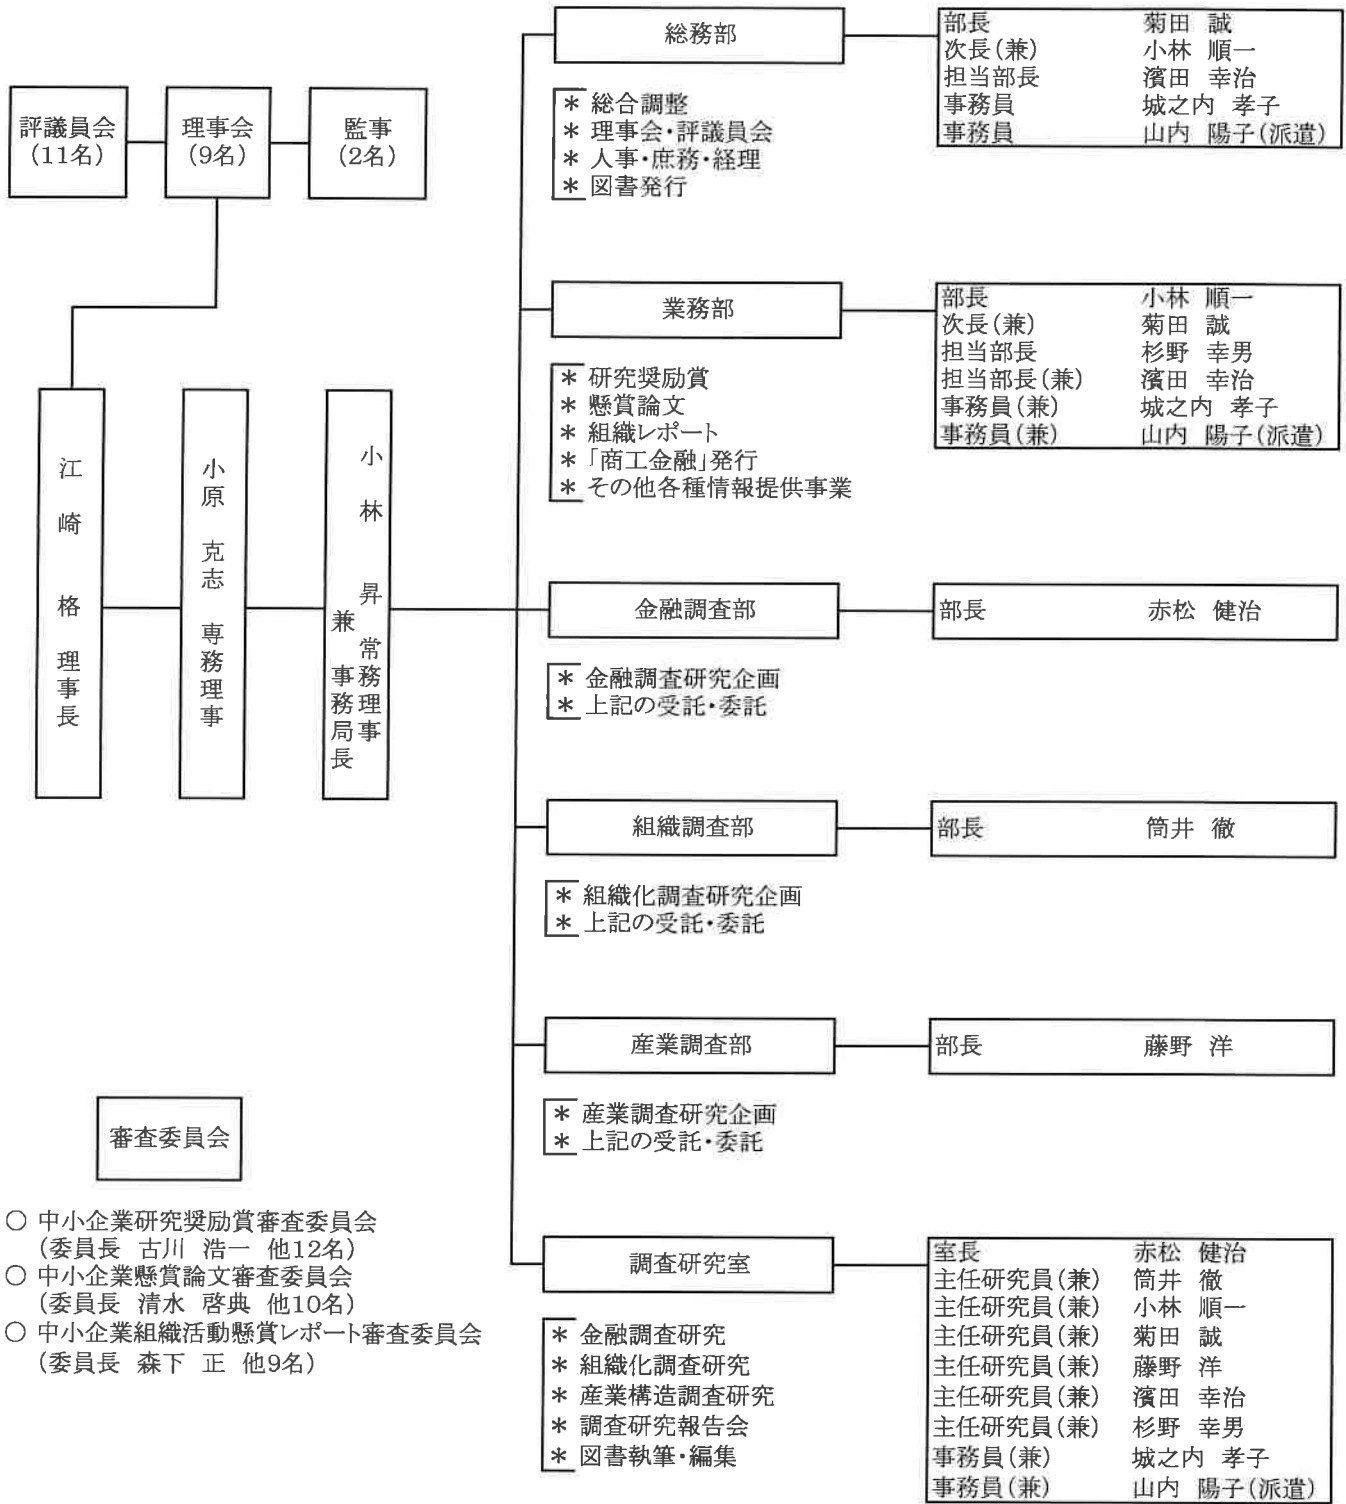 評議員会
(11名)
理事会
(9名)
監事
(2名)
江崎 格 理事長
小原 克志 専務理事
小林 昇 常務理事
兼 事務局長
総務部
＊ 総合調整
＊ 理事会・評議員会
＊ 人事・庶務・経理
＊ 図書発行
部長 菊田 誠
次長(兼) 小林 順一
担当部長 濱田 幸治
事務員 城之内 孝子
事務員 山内 陽子(派遣)
業務部
＊ 研究奨励賞
＊ 懸賞論文
＊ 組織レポート
＊ 「商工金融」発行
＊ その他各種情報提供事業
部長 小林 順一
次長(兼) 菊田 誠
担当部長 杉野 幸男
担当部長(兼) 濱田 幸治
事務員(兼) 城之内 孝子
事務員(兼) 山内 陽子(派遣)
金融調査部
＊ 金融調査研究企画
＊ 上記の受託・委託
部長 赤松 健治
組織調査部
＊ 組織化調査研究企画
＊ 上記の受託・委託
部長 筒井 徹
産業調査部
＊ 産業調査研究企画
＊ 上記の受託・委託
部長 藤野 洋
調査研究室
＊ 金融調査研究
＊ 組織化調査研究
＊ 産業構造調査研究
＊ 調査研究報告会
＊ 図書執筆・編集
室長 赤松 健治
主任研究員(兼) 筒井 徹
主任研究員(兼) 小林 順一
主任研究員(兼) 菊田 誠
主任研究員(兼) 藤野 洋
主任研究員(兼) 濱田 幸治
主任研究員(兼) 杉野 幸男
事務員(兼) 城之内 孝子
事務員(兼) 山内 陽子(派遣)
審査委員会
○ 中小企業研究奨励賞審査委員会
(委員長 古川 浩一 他12名)
○ 中小企業懸賞論文審査委員会
(委員長 清水 啓典 他10名)
○ 中小企業組織活動懸賞レポート審査委員会
(委員長 森下 正 他9名)